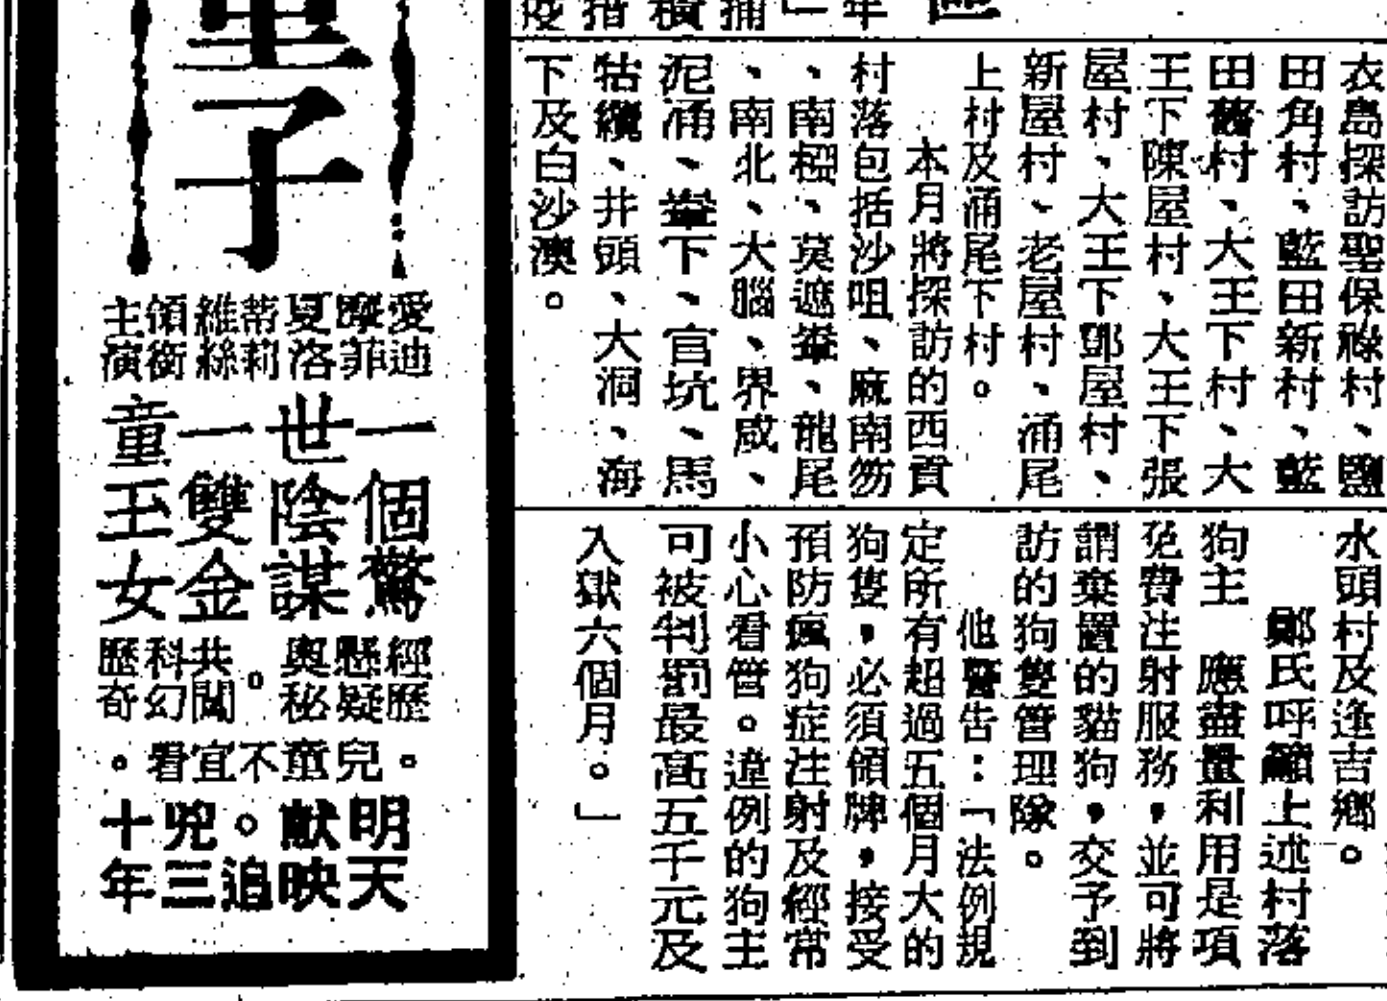 衣島探訪聖保祿村、鹽
田角村、藍田新村、藍
田舊村、大王下村、大
王下陳屋村、大王下張
屋村、大王下鄧屋村、
新屋村、老屋村、涌尾
上村及涌尾下村。
本月將探訪的西貢
村落包括沙咀、麻南笏
、南、莫遮輋、龍尾
、南北、大腦、界咸、
泥涌、輋下、官坑、馬
牯纜、井頭、大洞、海
下及白沙澳。
水頭村及逢吉鄉。
鄭氏呼籲上述村落
狗主 應盡量利用是項
免費注射服務，並可將
謂棄置的貓狗，交予到
訪的狗隻管理隊。
他警告：「法例規
定所有超過五個月大的
狗隻，必須領牌，接受
預防瘋狗症注射及經常
小心看管。違例的狗主
可被判罰最高五千元及
入獄六個月。」
童子
愛迪摩菲夏洛蒂莉維絲領銜主演
一個驚世陰謀
一雙金童玉女
經歷懸疑奧秘。共闖科幻歷奇
。兒童不宜看。
明天献映。追兇三十年